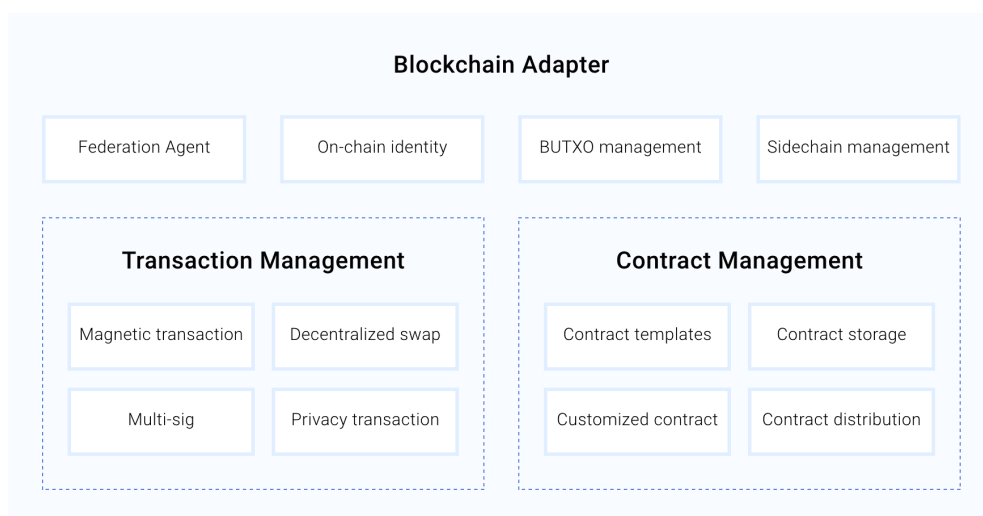 Blockchain Adapter
Federation Agent
On-chain identity
BUTXO management
Sidechain management
Transaction Management
Magnetic transaction
Decentralized swap
Multi-sig
Privacy transaction
Contract Management
Contract templates
Contract storage
Customized contract
Contract distribution